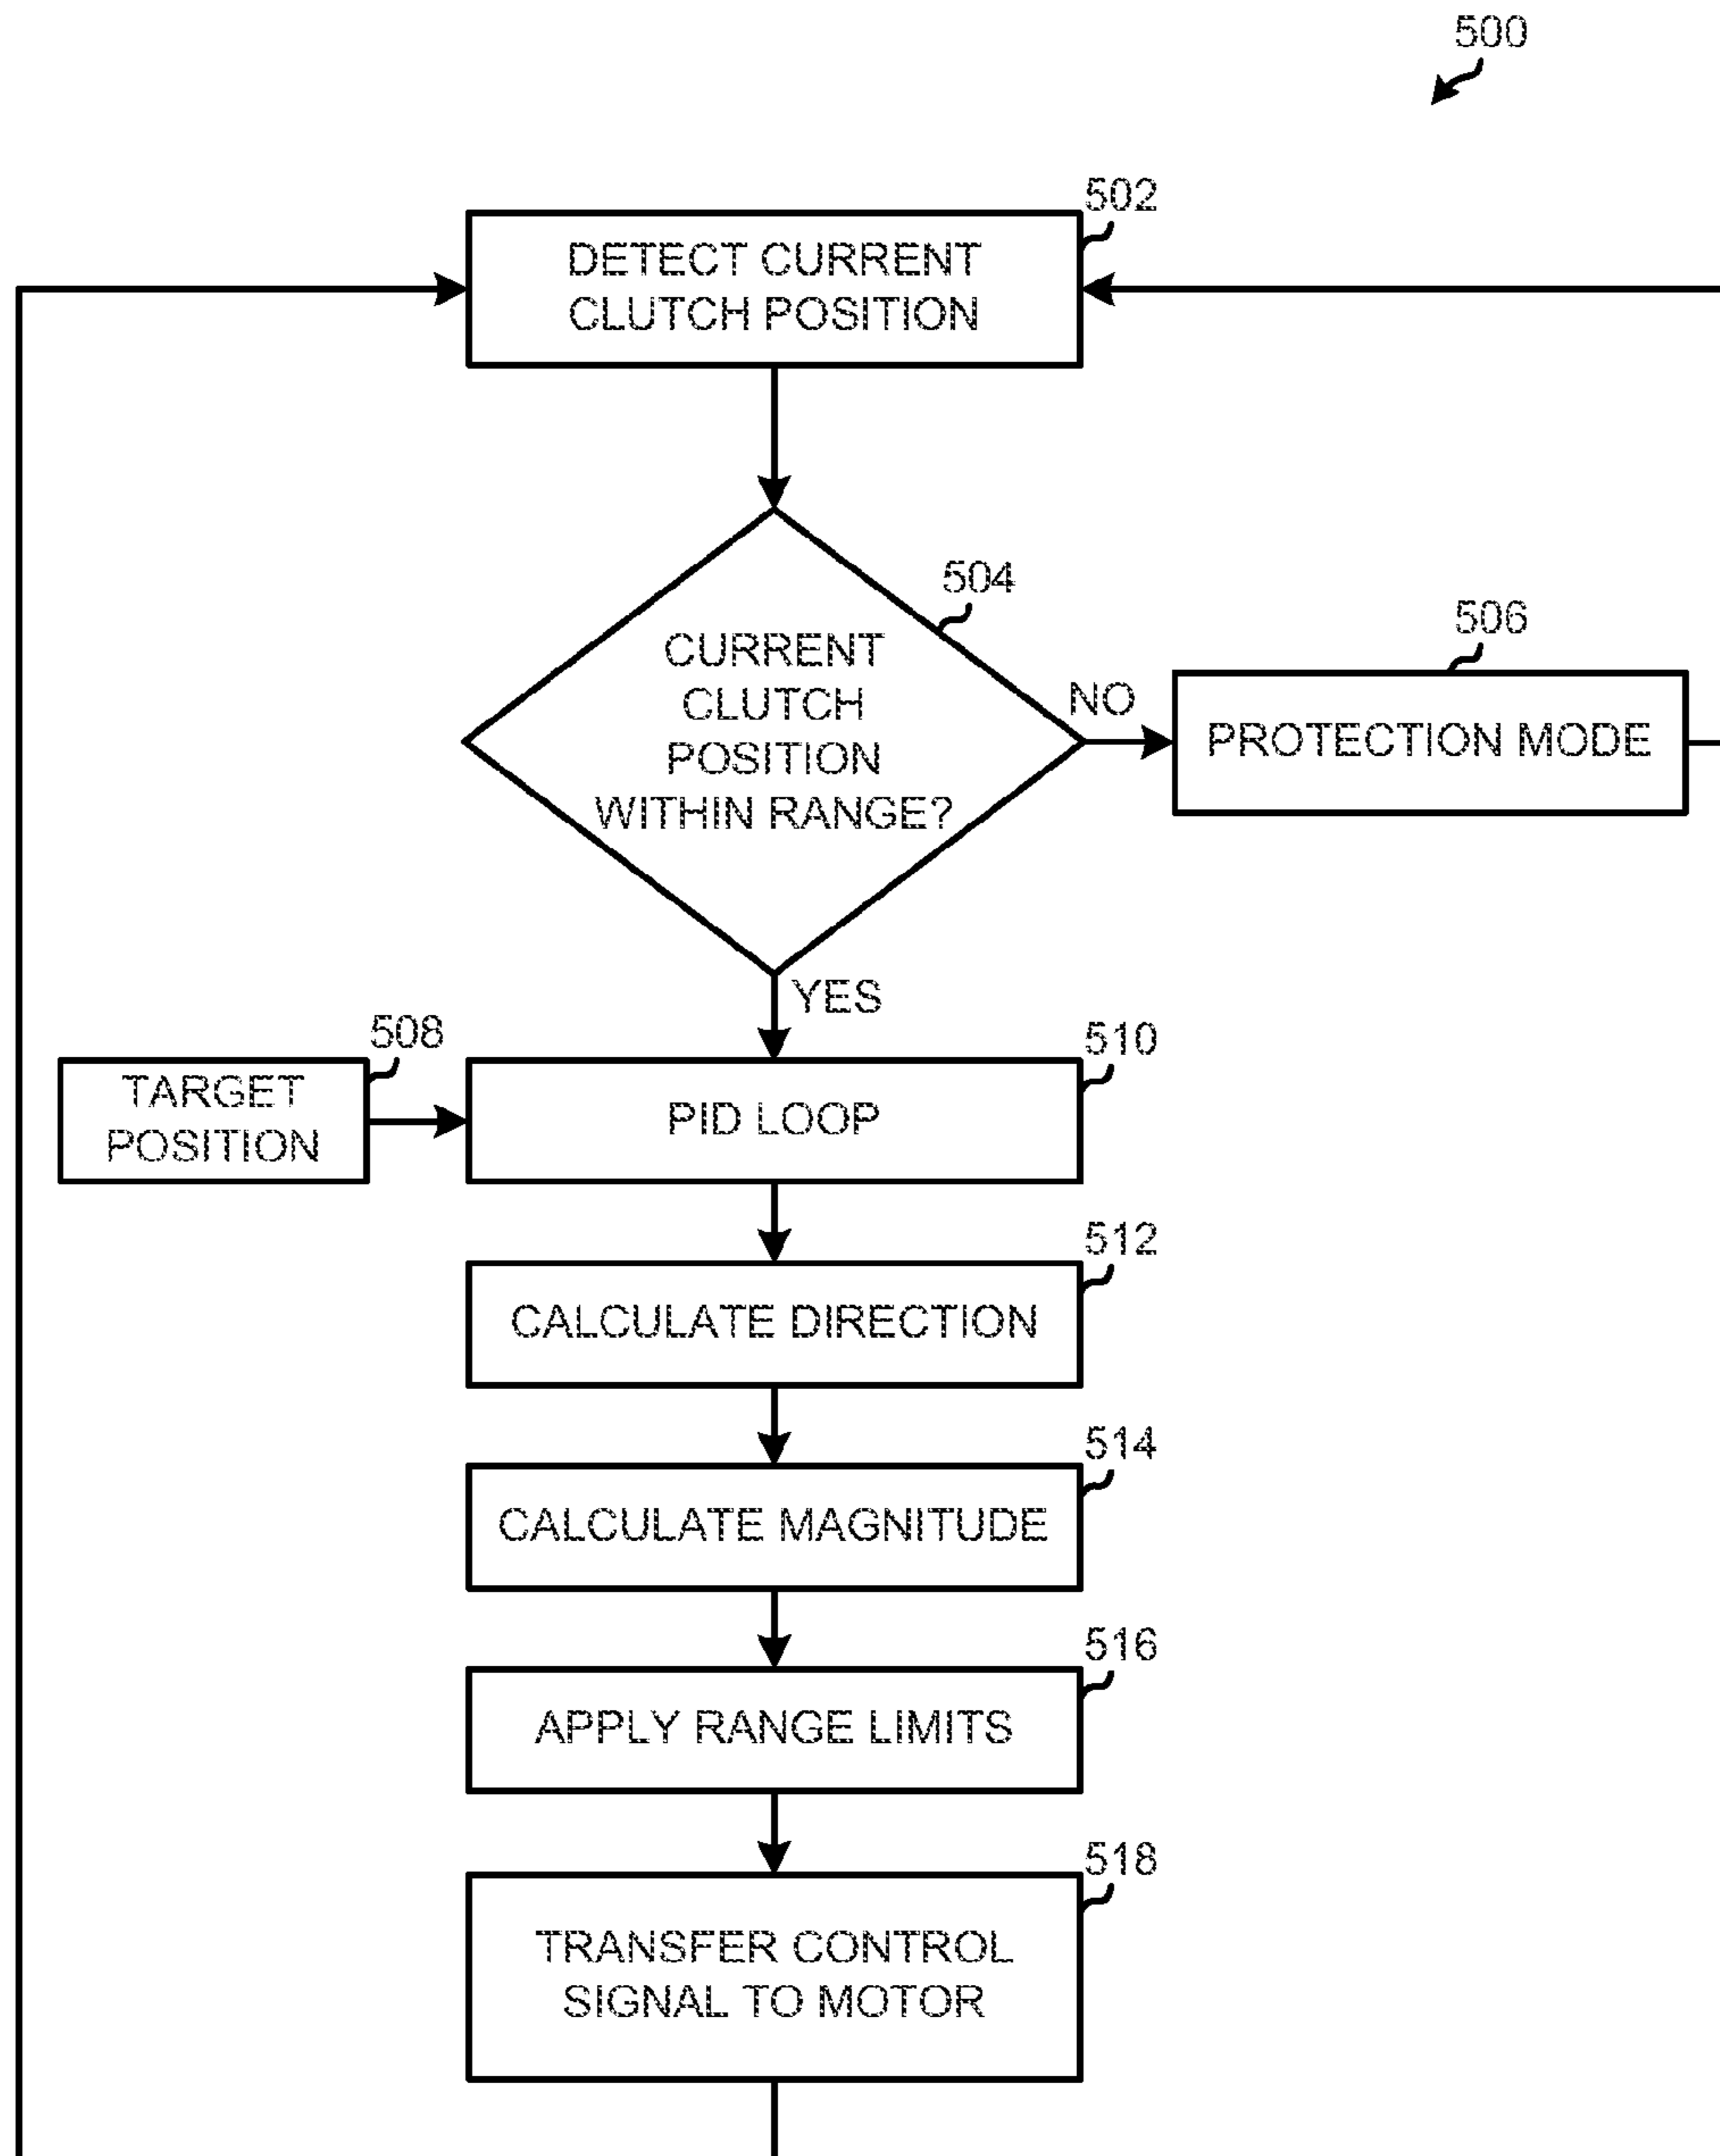 500
502
DETECT CURRENT
CLUTCH POSITION
504
CURRENT
CLUTCH
POSITION
WITHIN RANGE?
NO
506
PROTECTION MODE
YES
508
TARGET
POSITION
510
PID LOOP
512
CALCULATE DIRECTION
514
CALCULATE MAGNITUDE
516
APPLY RANGE LIMITS
518
TRANSFER CONTROL
SIGNAL TO MOTOR